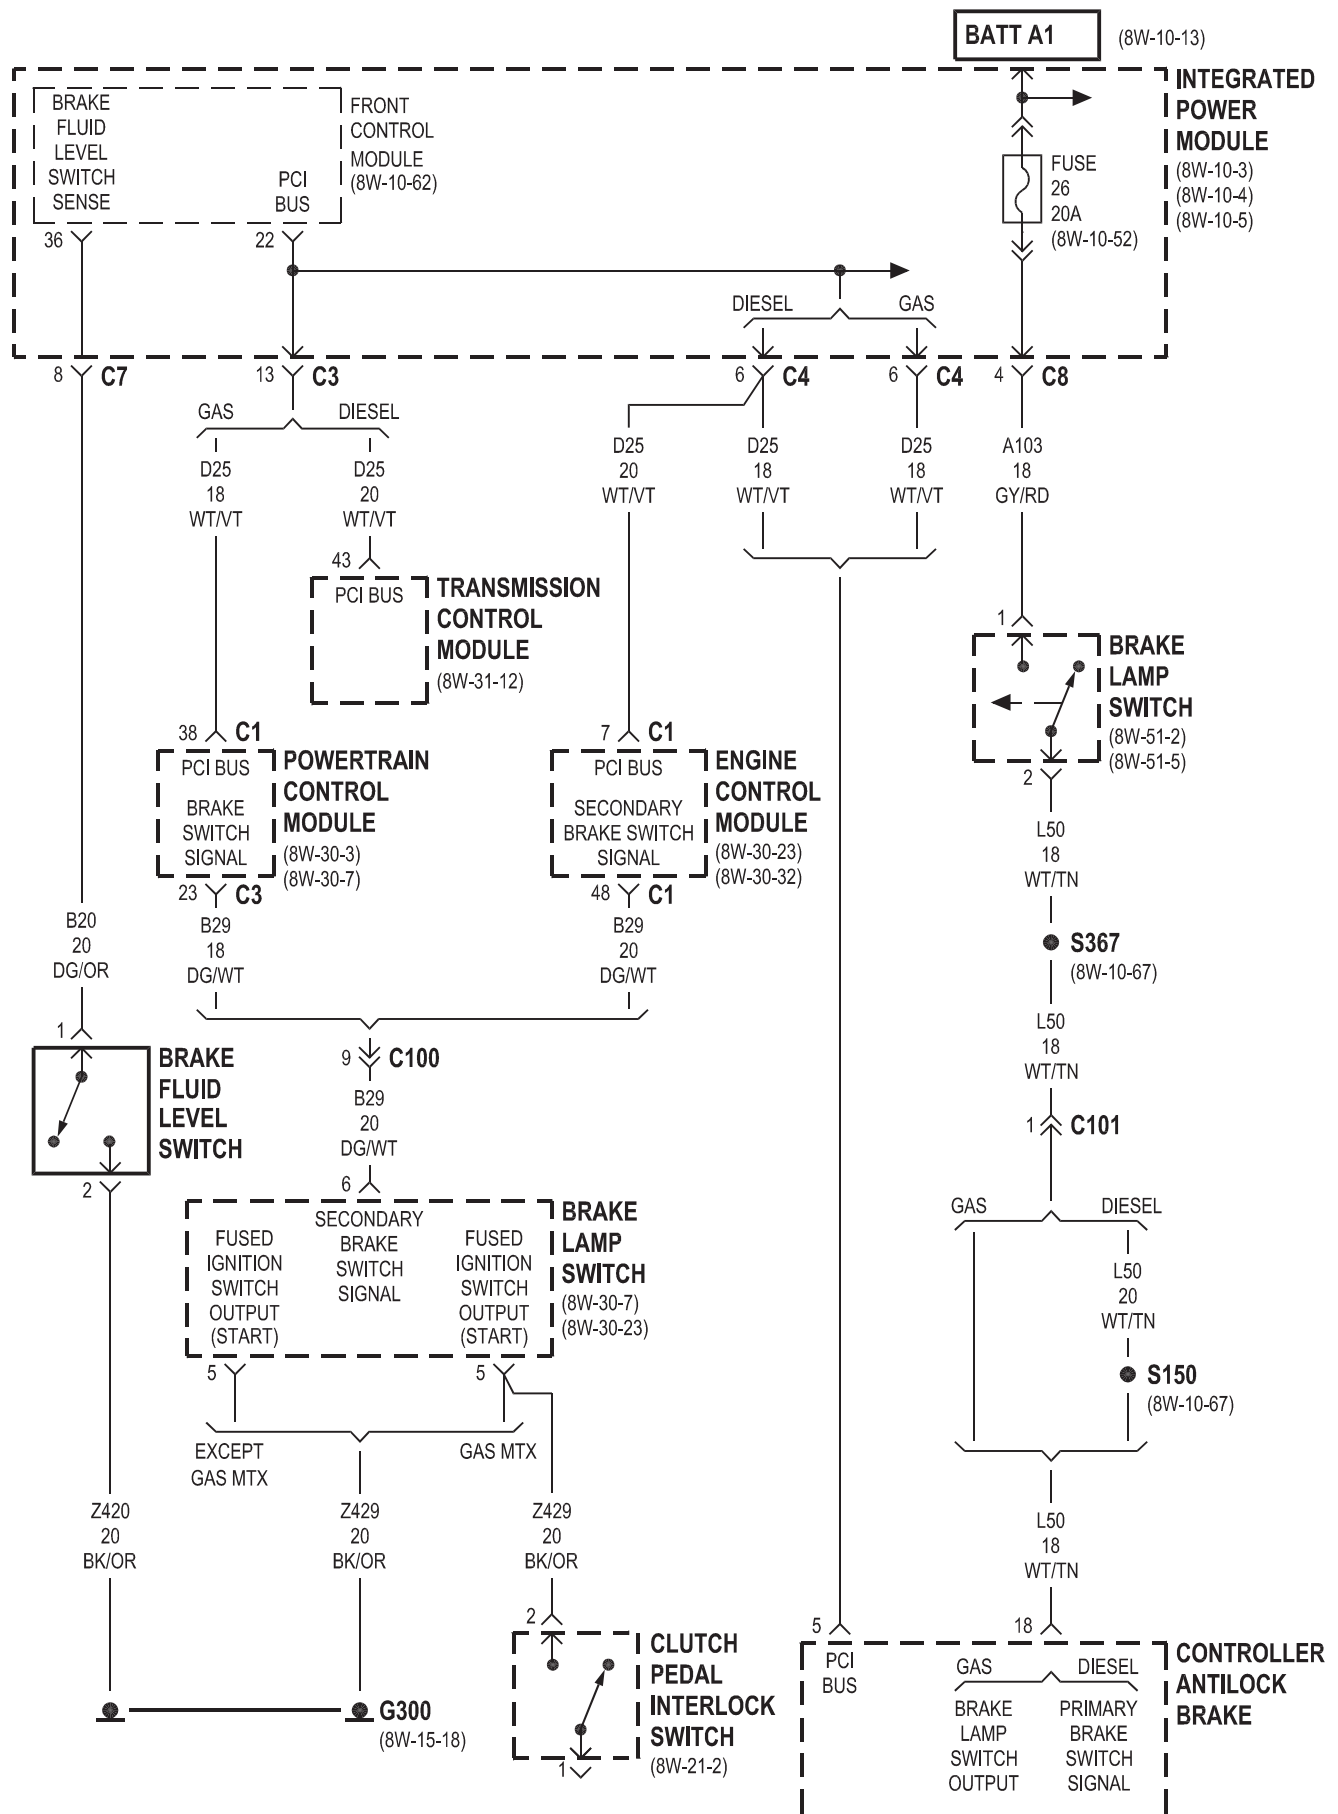 BATT A1
(8W-10-13)
INTEGRATED
POWER
MODULE
(8W-10-3)
(8W-10-4)
(8W-10-5)
BRAKE
FLUID
LEVEL
SWITCH
SENSE
PCI
BUS
FRONT
CONTROL
MODULE
(8W-10-62)
FUSE
26
20A
(8W-10-52)
36
22
DIESEL
GAS
8
C7
13
C3
6
C4
6
C4
4
C8
GAS
DIESEL
D25
18
WT/VT
D25
20
WT/VT
D25
20
WT/VT
D25
18
WT/VT
D25
18
WT/VT
A103
18
GY/RD
43
PCI BUS
TRANSMISSION
CONTROL
MODULE
(8W-31-12)
1
BRAKE
LAMP
SWITCH
(8W-51-2)
(8W-51-5)
2
38
C1
PCI BUS
BRAKE
SWITCH
SIGNAL
POWERTRAIN
CONTROL
MODULE
(8W-30-3)
(8W-30-7)
23
C3
7
C1
PCI BUS
SECONDARY
BRAKE SWITCH
SIGNAL
ENGINE
CONTROL
MODULE
(8W-30-23)
(8W-30-32)
48
C1
L50
18
WT/TN
B20
20
DG/OR
B29
18
DG/WT
B29
20
DG/WT
S367
(8W-10-67)
L50
18
WT/TN
1
BRAKE
FLUID
LEVEL
SWITCH
2
9
C100
B29
20
DG/WT
6
1
C101
SECONDARY
BRAKE
SWITCH
SIGNAL
FUSED
IGNITION
SWITCH
OUTPUT
(START)
FUSED
IGNITION
SWITCH
OUTPUT
(START)
BRAKE
LAMP
SWITCH
(8W-30-7)
(8W-30-23)
GAS
DIESEL
L50
20
WT/TN
S150
(8W-10-67)
5
5
EXCEPT
GAS MTX
GAS MTX
Z420
20
BK/OR
Z429
20
BK/OR
Z429
20
BK/OR
L50
18
WT/TN
2
CLUTCH
PEDAL
INTERLOCK
SWITCH
(8W-21-2)
1
G300
(8W-15-18)
5
18
PCI
BUS
GAS
DIESEL
BRAKE
LAMP
SWITCH
OUTPUT
PRIMARY
BRAKE
SWITCH
SIGNAL
CONTROLLER
ANTILOCK
BRAKE